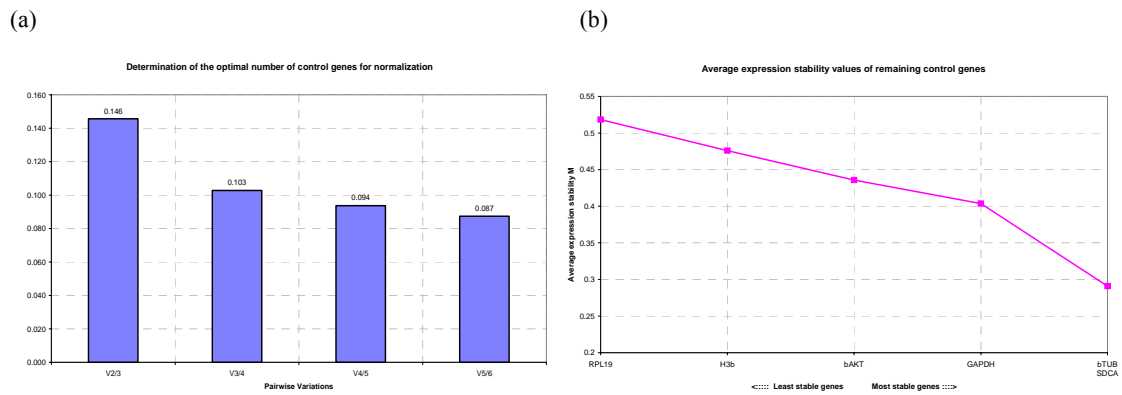 (a)
Determination of the optimal number of control genes for normalization
0.160
0.140
0.120
0.100
0.080
0.060
0.040
0.020
0.000
0.146
0.103
0.094
0.087
V2/3 V3/4 V4/5 V5/6
Pairwise Variations
(b)
Average expression stability values of remaining control genes
Average expression stability M
0.55
0.5
0.45
0.4
0.35
0.3
0.25
0.2
RPL19 H3b bAKT GAPDH bTUB
SDCA
<::::: Least stable genes Most stable genes ::::>